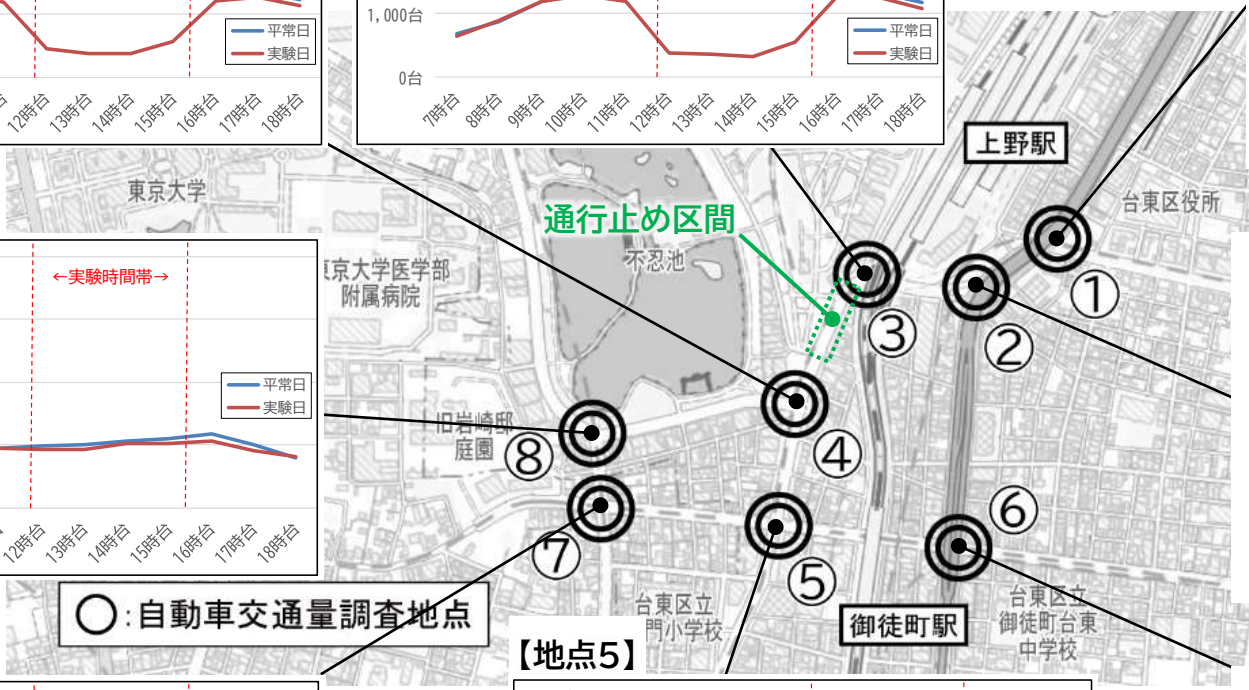 12時台
13時台
14時台
15時台
16時台
17時台
18時台
平常日
実験日
1,000台
0台
7時台
8時台
9時台
10時台
11時台
12時台
13時台
14時台
15時台
16時台
17時台
18時台
平常日
実験日
上野駅
東京大学
台東区役所
通行止め区間
不忍池
東京大学医学部
附属病院
①
②
③
←実験時間帯→
平常日
実験日
12時台
13時台
14時台
15時台
16時台
17時台
18時台
旧岩崎邸
庭園
⑧
④
⑥
⑦
⑤
○:自動車交通量調査地点
台東区立
門小学校
御徒町駅
台東区立
御徒町台東
中学校
【地点5】